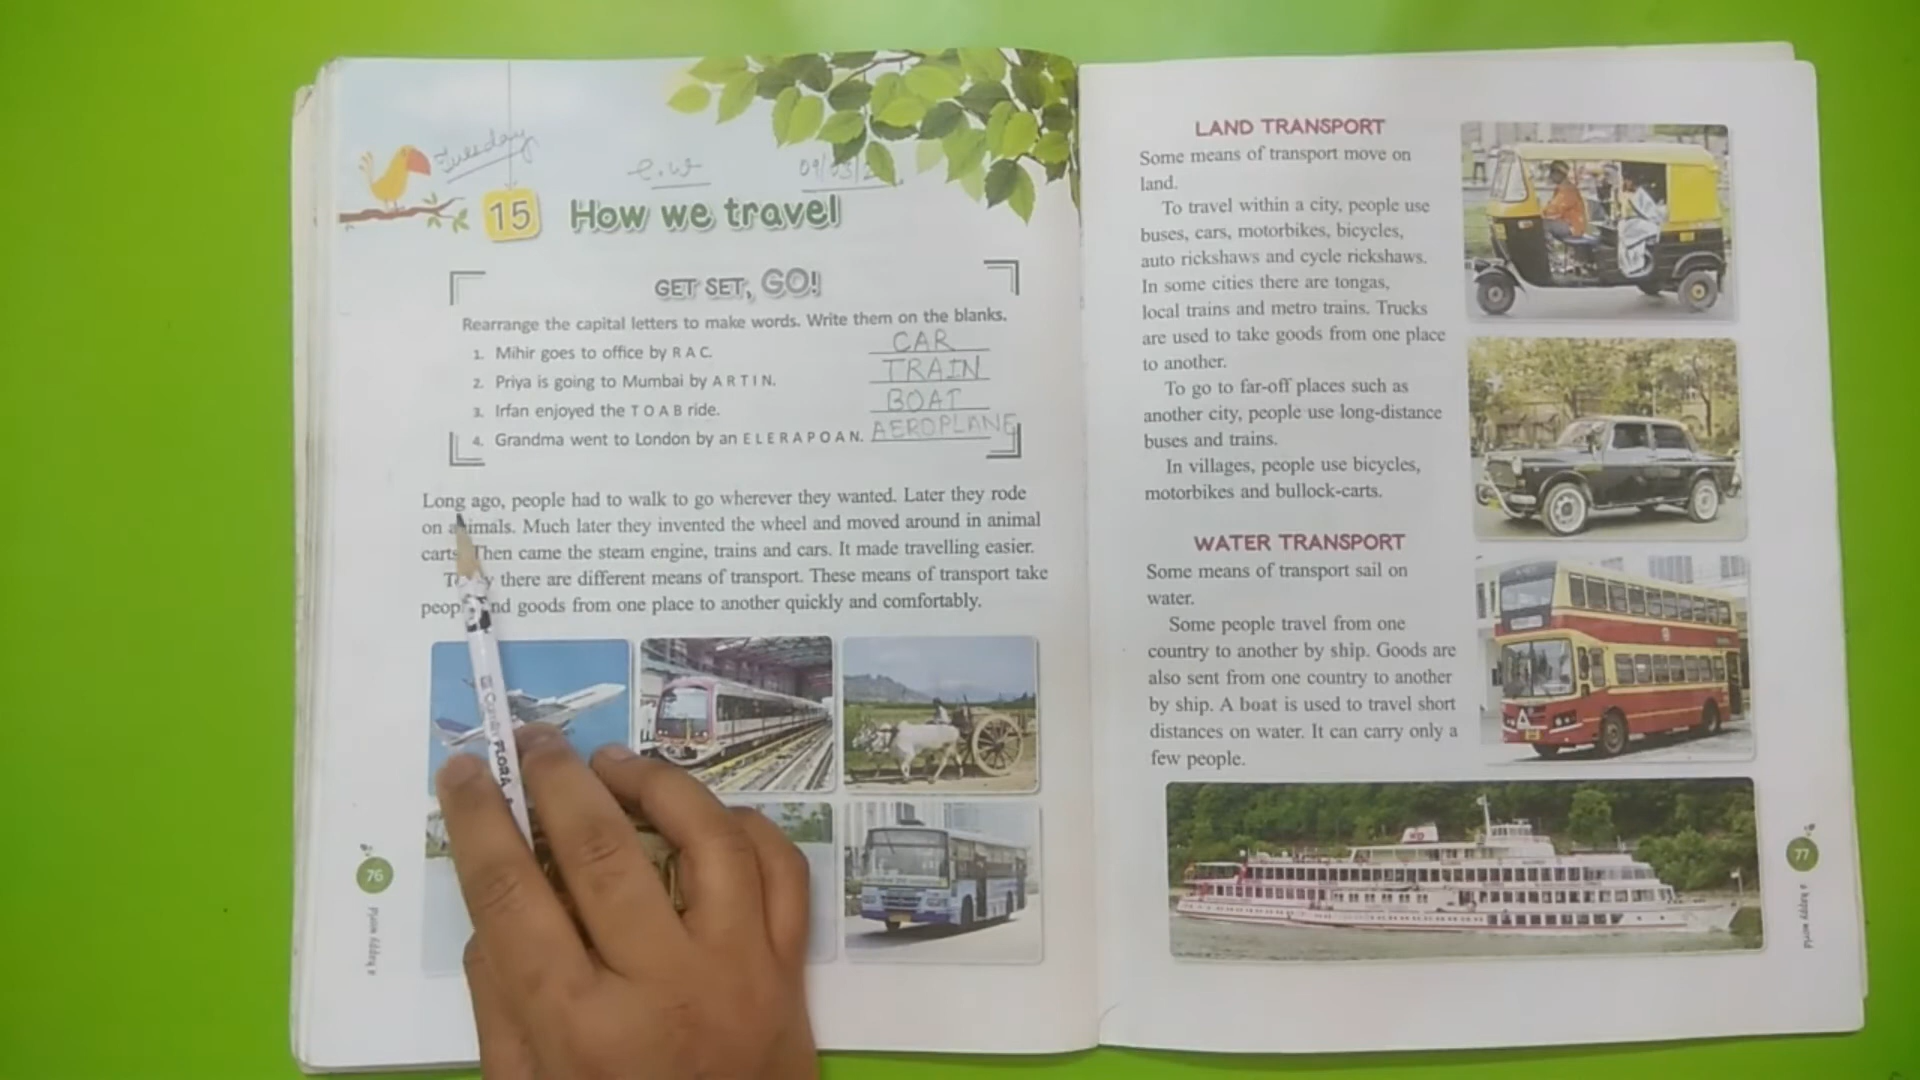 Tuesday
C.W
15
How we travel
GET SET, GO!
Rearrange the capital letters to make words. Write them on the blanks.
1. Mihir goes to office by R A C. CAR
2. Priya is going to Mumbai by A R T I N. TRAIN
3. Irfan enjoyed the T O A B ride. BOAT
4. Grandma went to London by an E L E R A P O A N. AEROPLANE
Long ago, people had to walk to go wherever they wanted. Later they rode
on animals. Much later they invented the wheel and moved around in animal
carts. Then came the steam engine, trains and cars. It made travelling easier.
there are different means of transport. These means of transport take
goods from one place to another quickly and comfortably.
FLORA
76
a happy world
LAND TRANSPORT
Some means of transport move on
land.
To travel within a city, people use
buses, cars, motorbikes, bicycles,
auto rickshaws and cycle rickshaws.
In some cities there are tongas,
local trains and metro trains. Trucks
are used to take goods from one place
to another.
To go to far-off places such as
another city, people use long-distance
buses and trains.
In villages, people use bicycles,
motorbikes and bullock-carts.
WATER TRANSPORT
Some means of transport sail on
water.
Some people travel from one
country to another by ship. Goods are
also sent from one country to another
by ship. A boat is used to travel short
distances on water. It can carry only a
few people.
77
a happy world